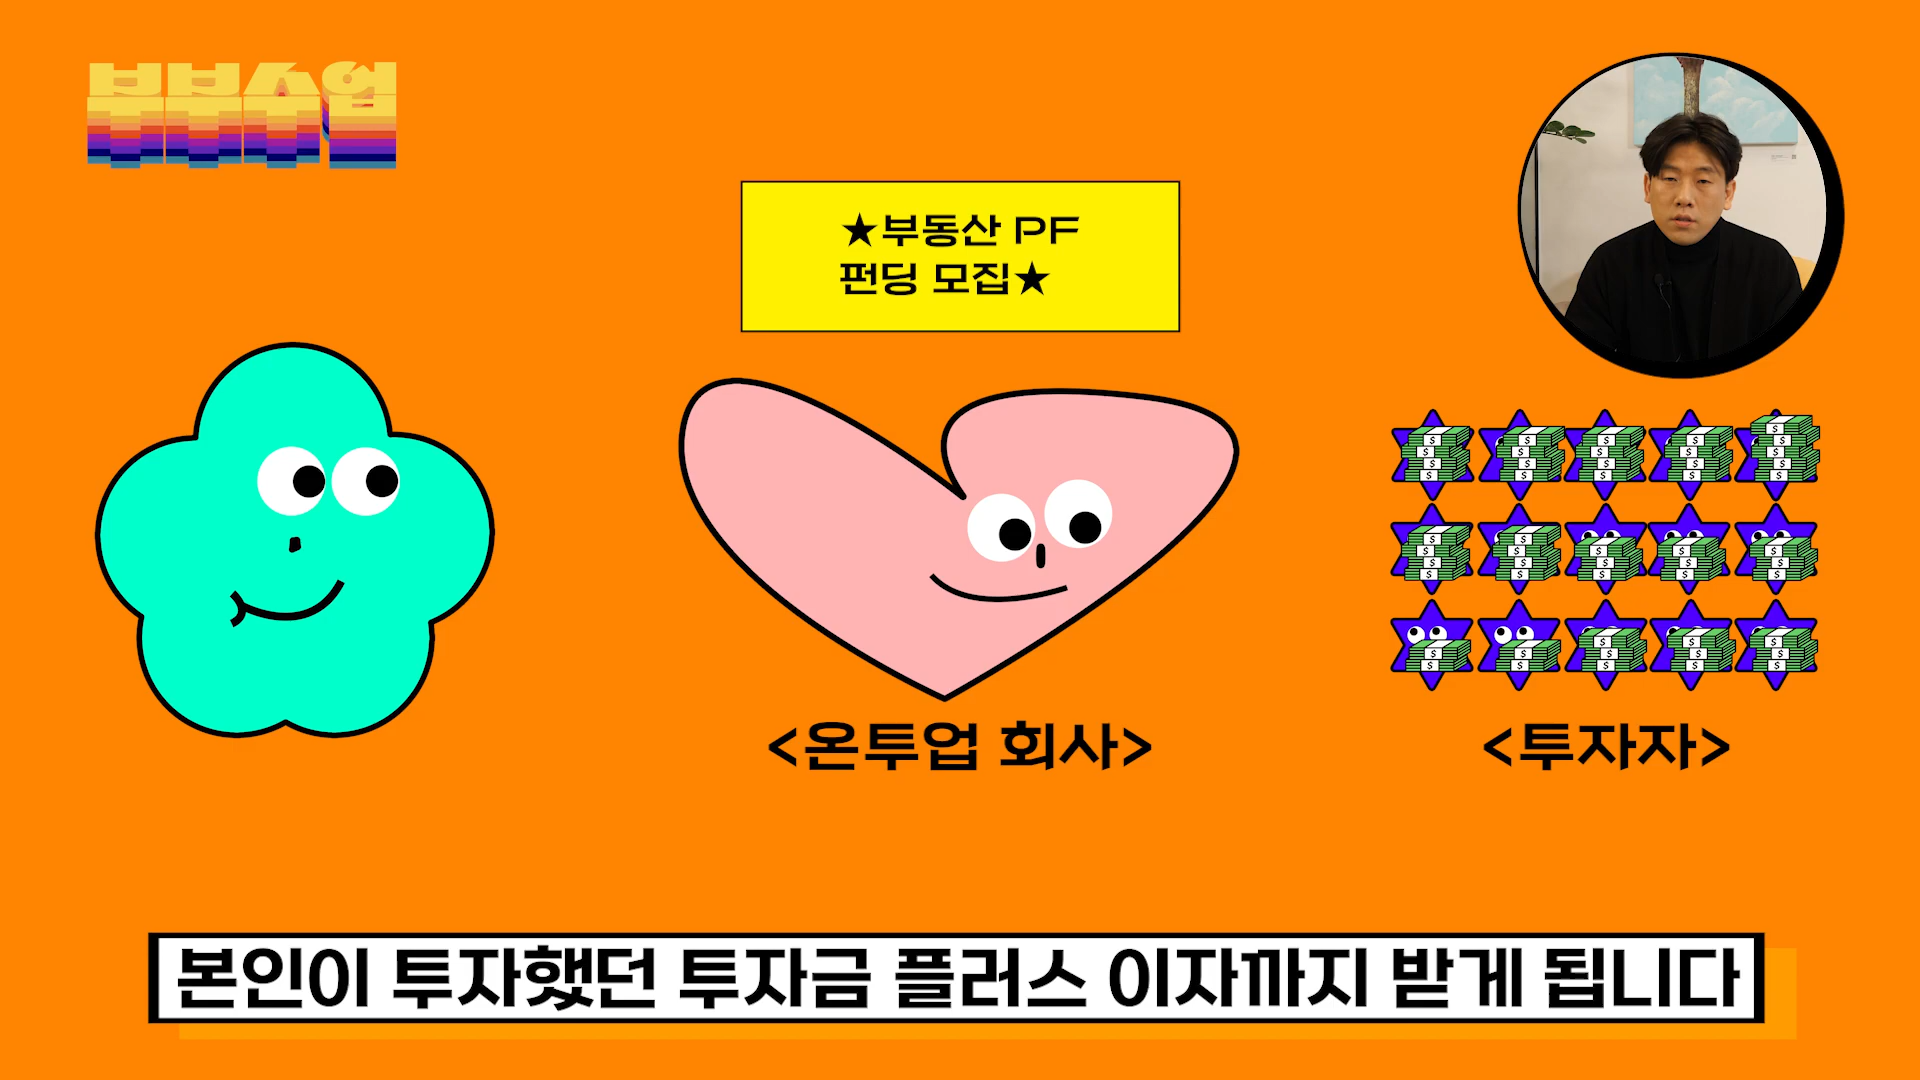 부부수업
★부동산 PF
펀딩 모집★
<온투업 회사>
<투자자>
본인이 투자했던 투자금 플러스 이자까지 받게 됩니다